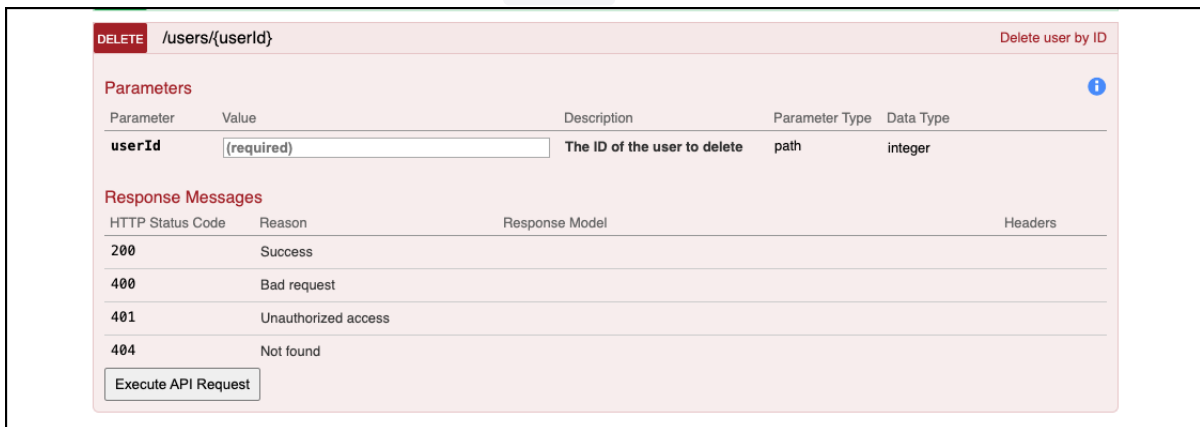 DELETE /users/{userId} Delete user by ID
Parameters
Parameter Value Description Parameter Type Data Type
userId (required) The ID of the user to delete path integer
Response Messages
HTTP Status Code Reason Response Model Headers
200 Success
400 Bad request
401 Unauthorized access
404 Not found
Execute API Request